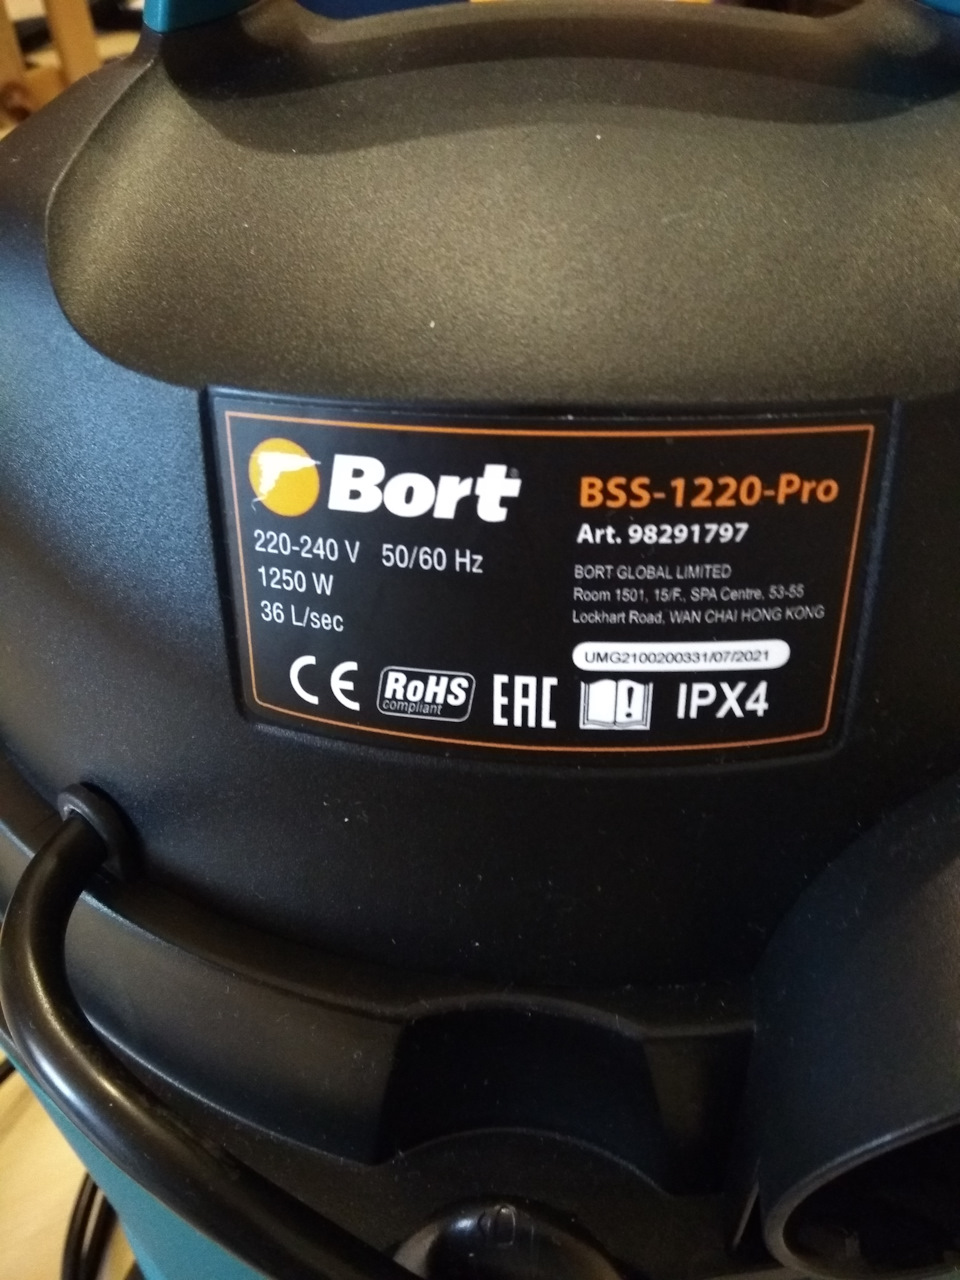 Bort
BSS-1220-Pro
Art. 98291797
220-240 V 50/60 Hz
1250 W
36 L/sec
BORT GLOBAL LIMITED
Room 1501, 15/F., SPA Centre, 53-55
Lockhart Road, WAN CHAI HONG KONG
UMG2100200331/07/2021
CE
RoHS
compliant
EAC
IPX4